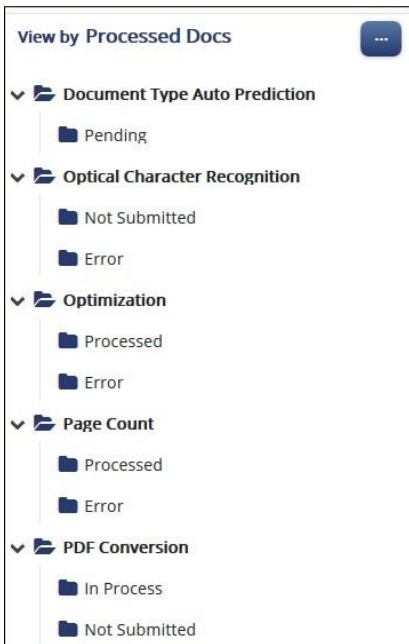 View by Processed Docs
...
Document Type Auto Prediction
Pending
Optical Character Recognition
Not Submitted
Error
Optimization
Processed
Error
Page Count
Processed
Error
PDF Conversion
In Process
Not Submitted